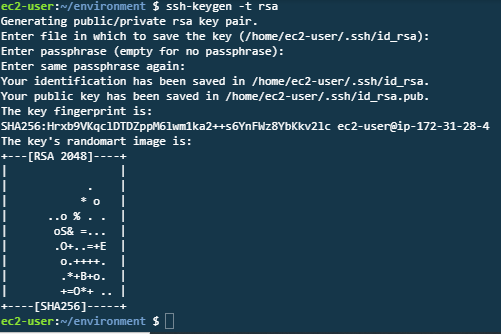 ec2-user:~/environment $ ssh-keygen -t rsa
Generating public/private rsa key pair.
Enter file in which to save the key (/home/ec2-user/.ssh/id_rsa):
Enter passphrase (empty for no passphrase):
Enter same passphrase again:
Your identification has been saved in /home/ec2-user/.ssh/id_rsa.
Your public key has been saved in /home/ec2-user/.ssh/id_rsa.pub.
The key fingerprint is:
SHA256:Hrxb9VKqclDTDZppM6lwm1ka2++s6YnFWz8YbKkv2lc ec2-user@ip-172-31-28-4
The key's randomart image is:
+---[RSA 2048]----+
|                 |
|            .    |
|           * o   |
|      ..o % . .  |
|       oS& =...  |
|       .O+..=+E  |
|        o.++++.  |
|        .*+B+o.  |
|        +=O*+ .. |
+----[SHA256]-----+
ec2-user:~/environment $